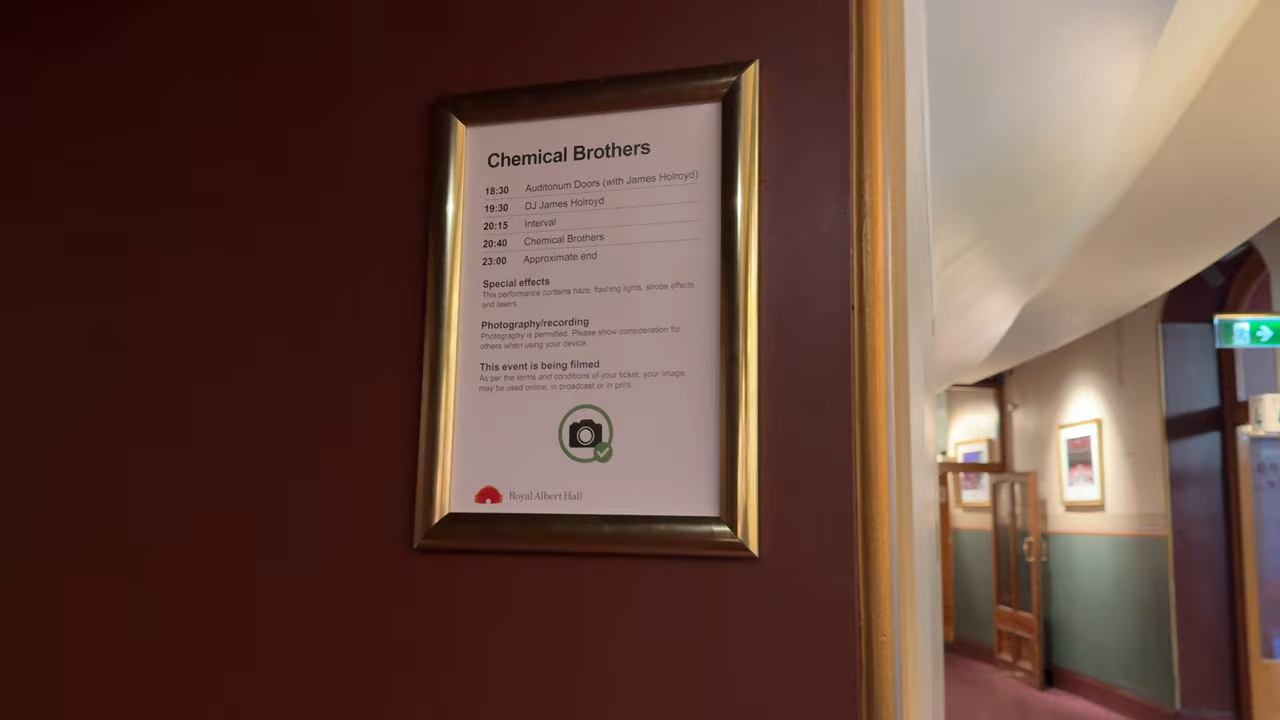 Chemical Brothers
18:30 Auditorium Doors (with James Holroyd)
19:30 DJ James Holroyd
20:15 Interval
20:40 Chemical Brothers
23:00 Approximate end
Special effects
This performance contains haze, flashing lights, strobe effects
and lasers.
Photography/recording
Photography is permitted. Please show consideration for
others when using your device.
This event is being filmed
As per the terms and conditions of your ticket, your image
may be used online, in broadcast or in print.
Royal Albert Hall